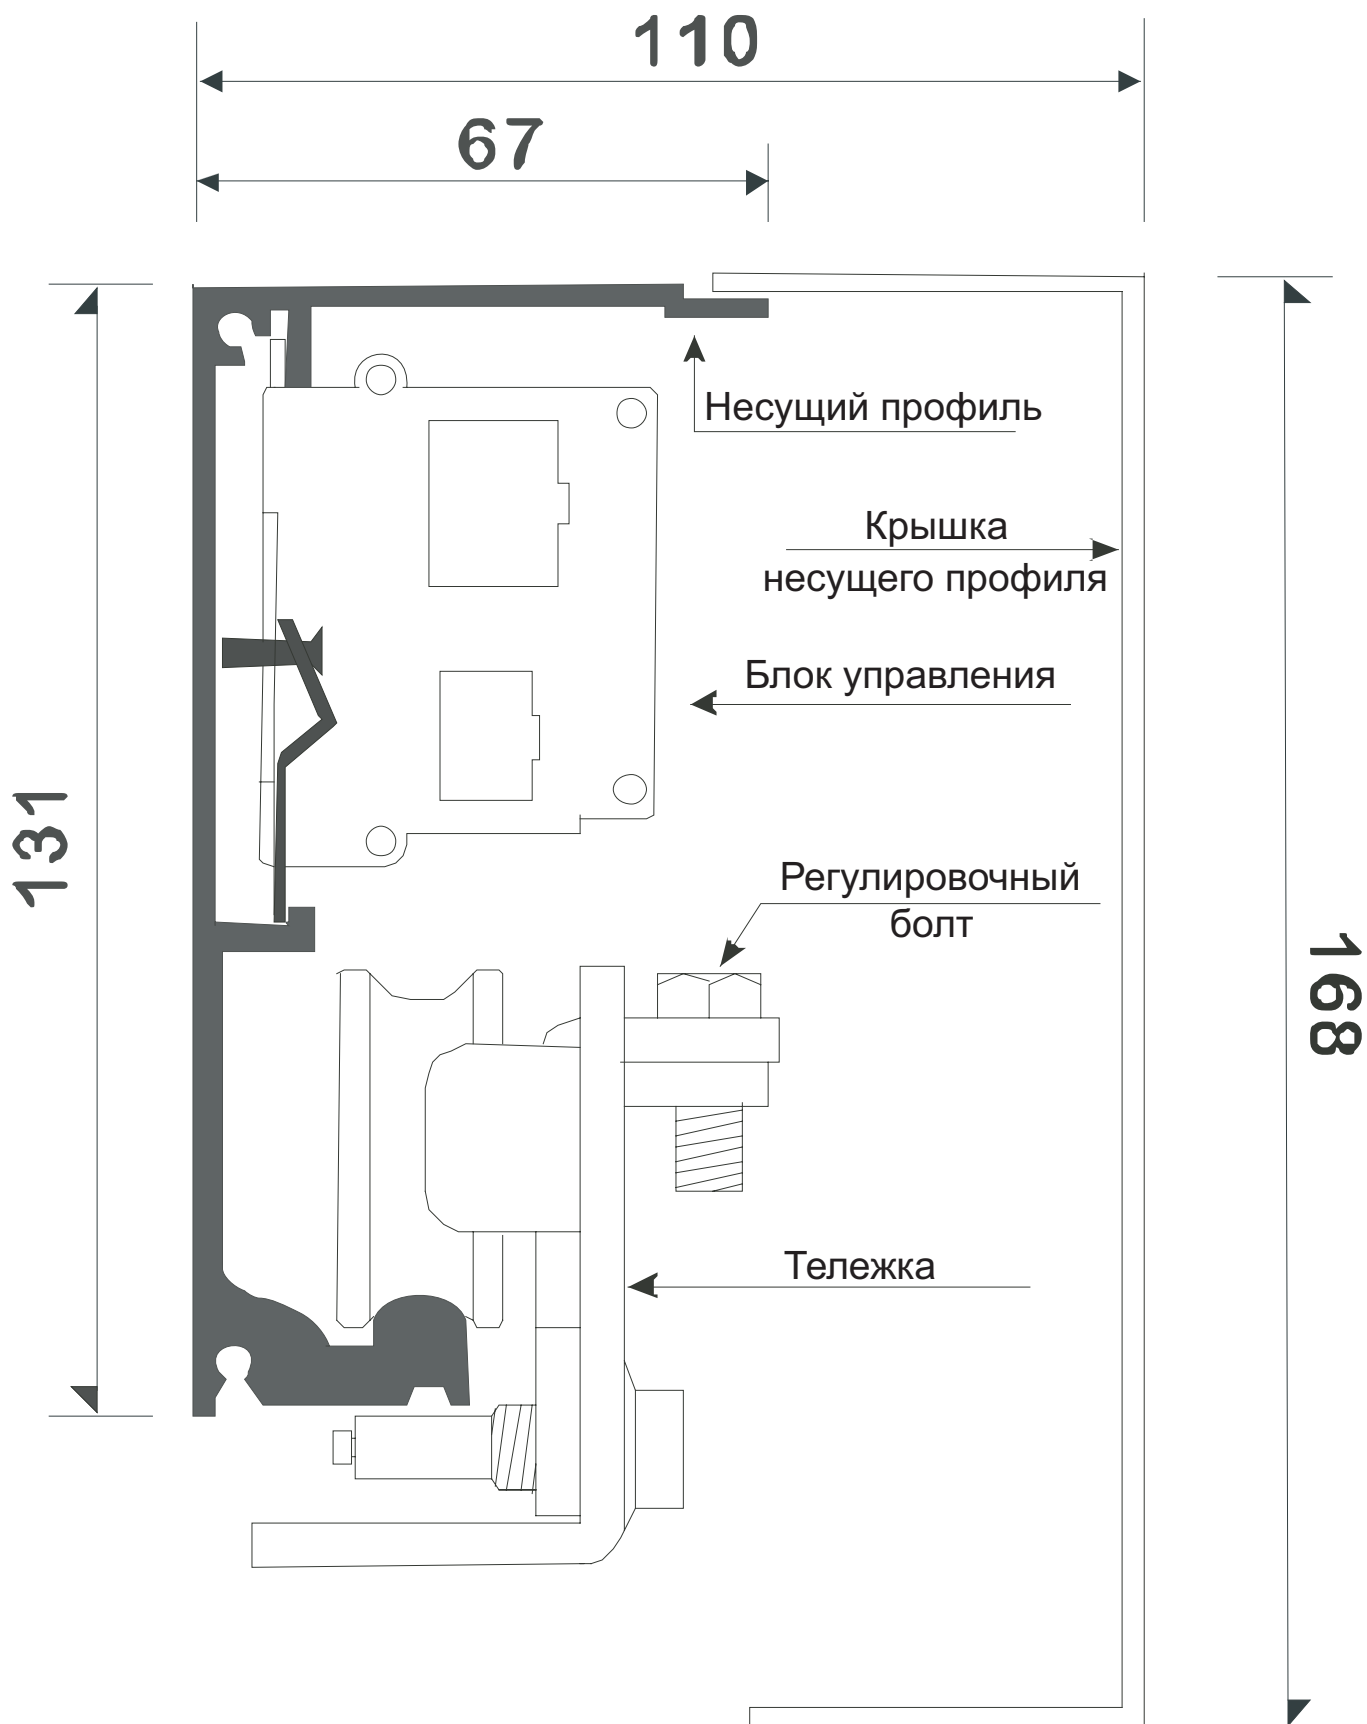 110
67
Несущий профиль
Крышка
несущего профиля
Блок управления
131
Регулировочный
болт
168
Тележка